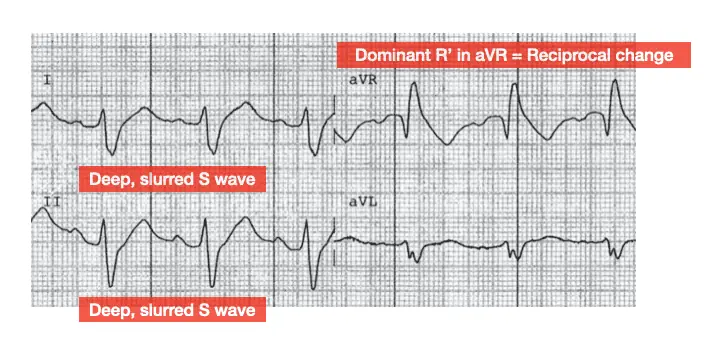 Dominant R’ in aVR = Reciprocal change
I
aVR
Deep, slurred S wave
II
aVL
Deep, slurred S wave